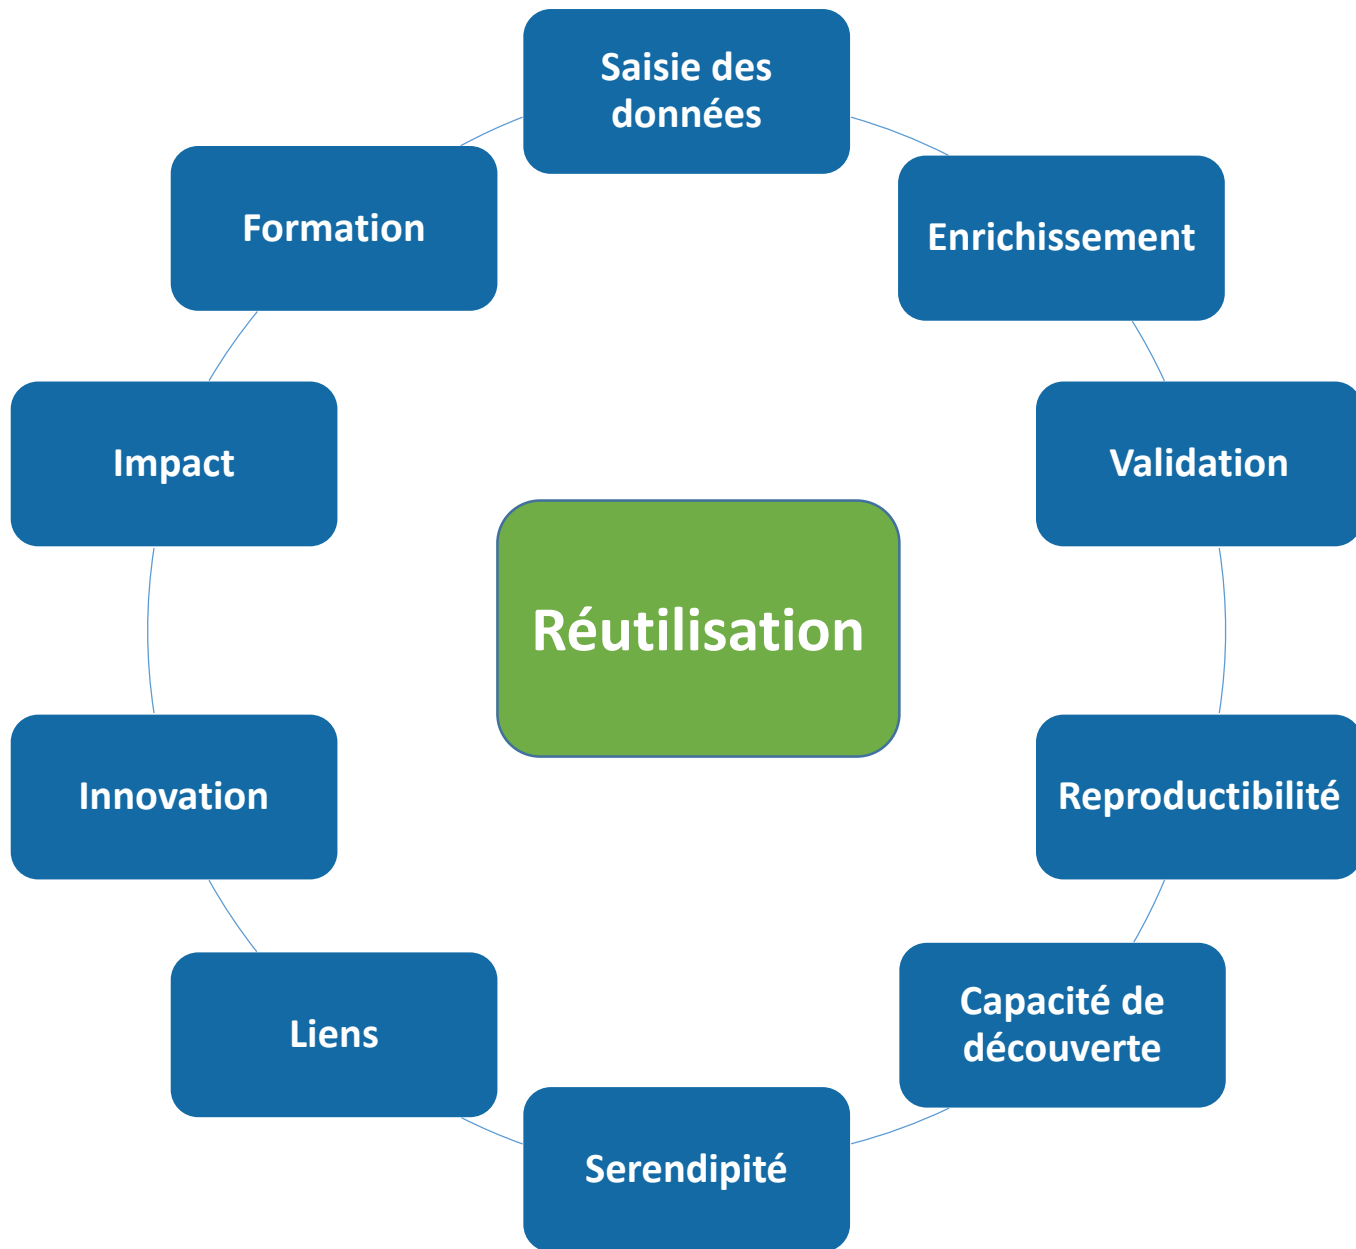 Saisie des
données
Enrichissement
Validation
Reproductibilité
Capacité de
découverte
Serendipité
Liens
Innovation
Impact
Formation
Réutilisation